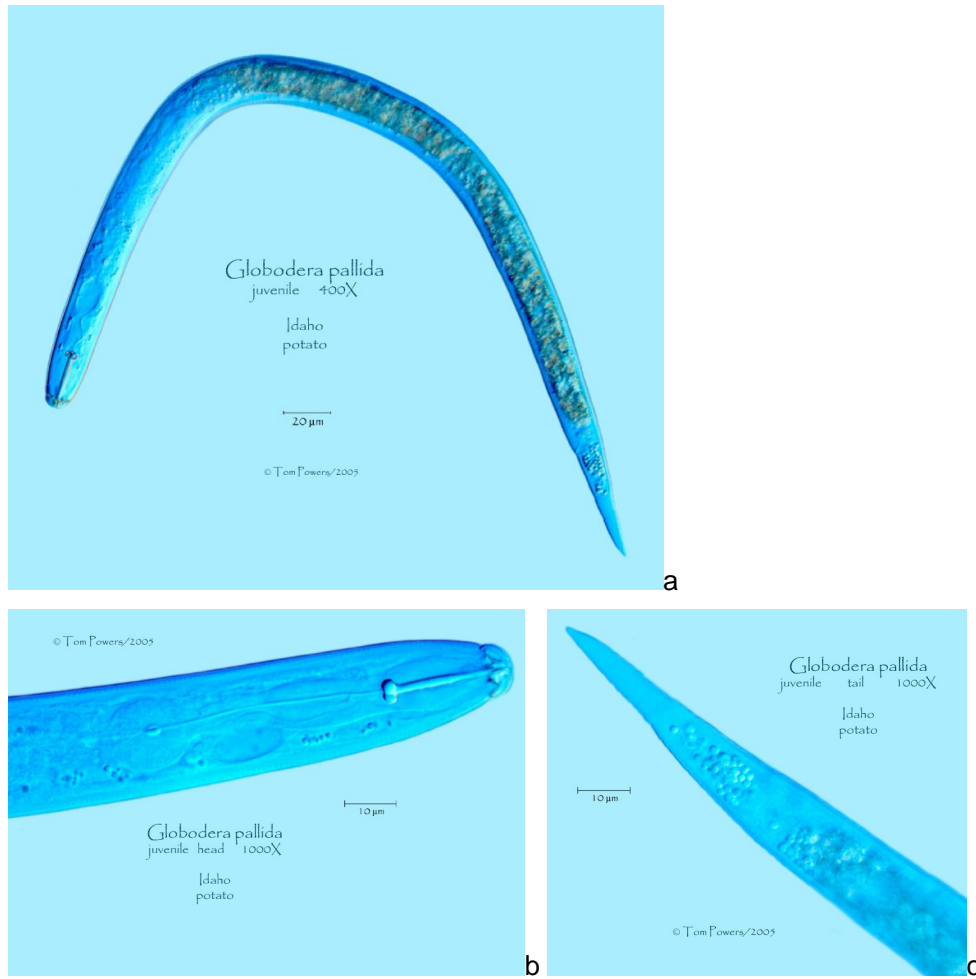 Globodera pallida
juvenile 400X
Idaho
potato
20 µm
© Tom Powers/2005
a
© Tom Powers/2005
10 µm
Globodera pallida
juvenile head 1000X
Idaho
potato
b
Globodera pallida
juvenile tail 1000X
Idaho
potato
10 µm
© Tom Powers/2005
c